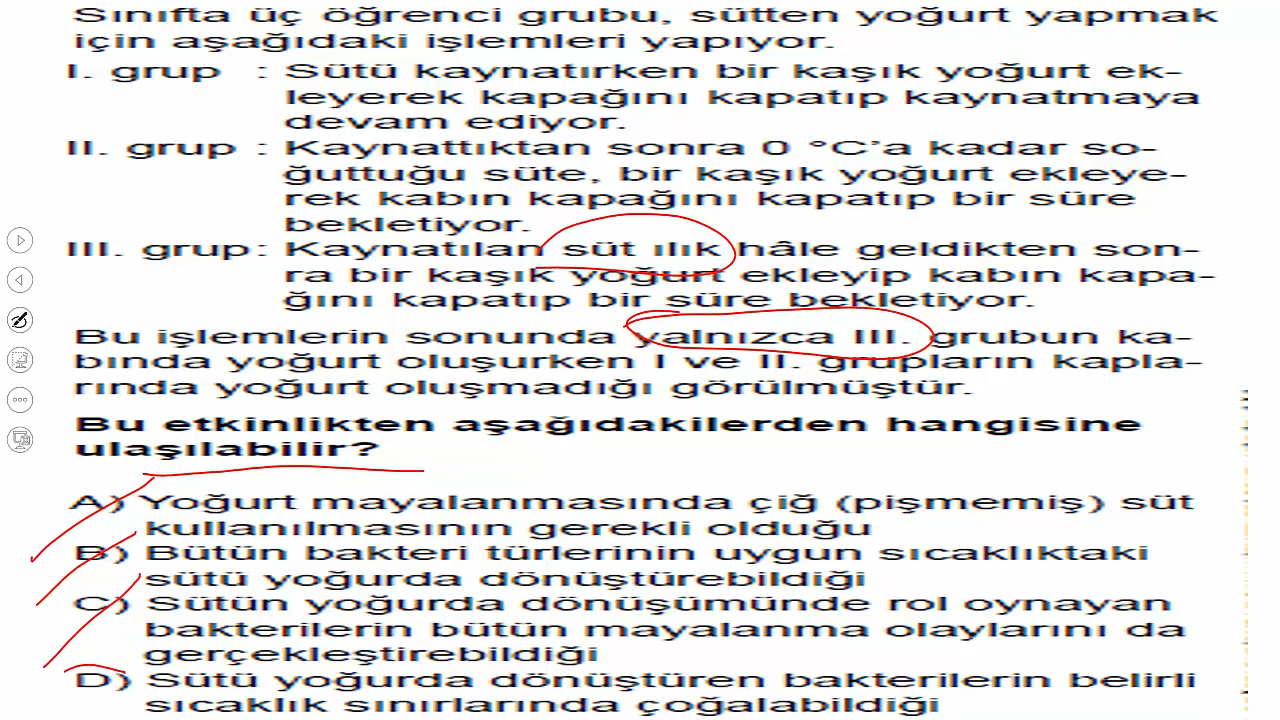 Sınıfta üç öğrenci grubu, sütten yoğurt yapmak
için aşağıdaki işlemleri yapıyor.
I. grup : Sütü kaynatırken bir kaşık yoğurt ek-
leyerek kapağını kapatıp kaynatmaya
devam ediyor.
II. grup : Kaynattıktan sonra 0 °C'a kadar so-
ğuttuğu süte, bir kaşık yoğurt ekleye-
rek kabın kapağını kapatıp bir süre
bekletiyor.
III. grup : Kaynatılan süt ılık hâle geldikten son-
ra bir kaşık yoğurt ekleyip kabın kapa-
ğını kapatıp bir süre bekletiyor.
Bu işlemlerin sonunda yalnızca III. grubun ka-
bında yoğurt oluşurken I ve II. grupların kapla-
rında yoğurt oluşmadığı görülmüştür.
Bu etkinlikten aşağıdakilerden hangisine
ulaşılabilir?
A) Yoğurt mayalanmasında çiğ (pişmemiş) süt
kullanılmasının gerekli olduğu
B) Bütün bakteri türlerinin uygun sıcaklıktaki
sütü yoğurda dönüştürebildiği
C) Sütün yoğurda dönüşümünde rol oynayan
bakterilerin bütün mayalanma olaylarını da
gerçekleştirebildiği
D) Sütü yoğurda dönüştüren bakterilerin belirli
sıcaklık sınırlarında çoğalabildiği